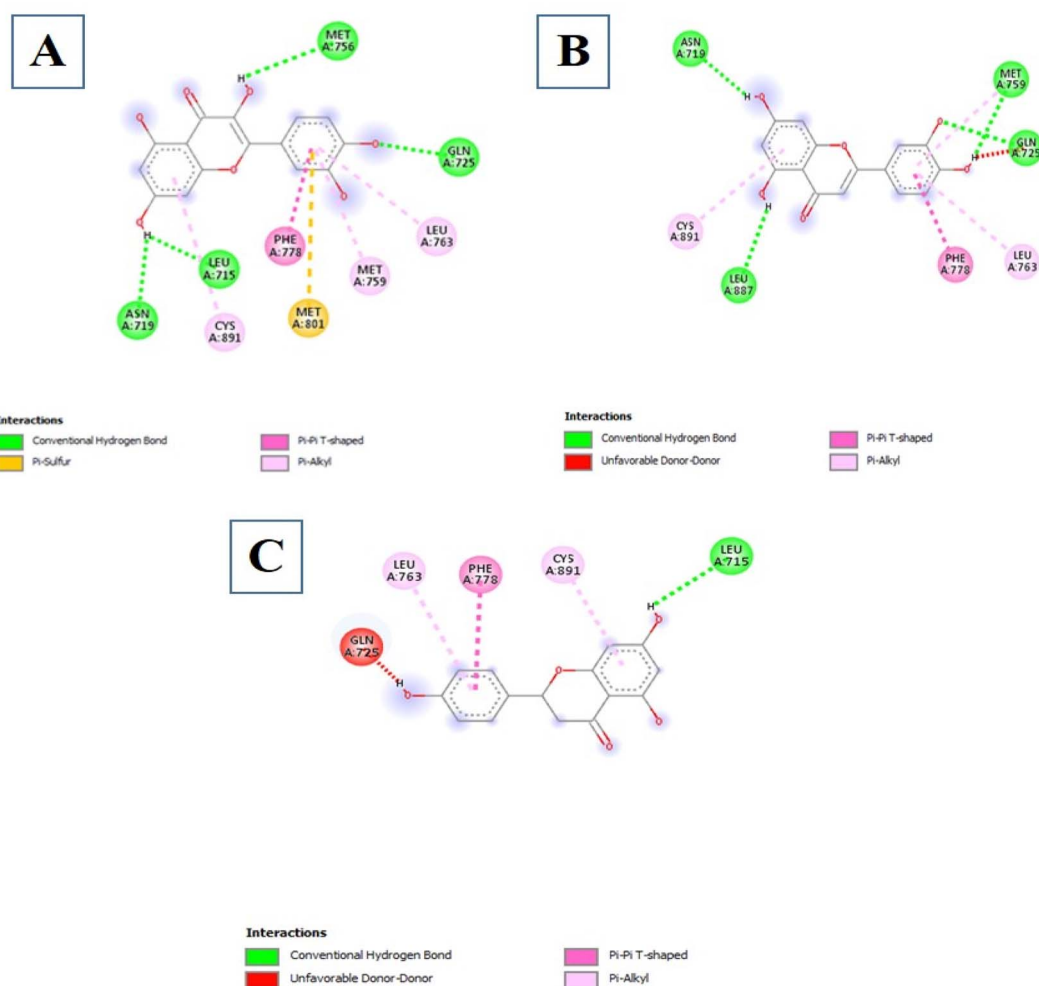 A
MET
A:756
H
O
O
O
O
GLN
A:725
O
O
O
H
PHE
A:778
LEU
A:763
LEU
A:715
MET
A:759
ASN
A:719
CYS
A:891
MET
A:801
Interactions
Conventional Hydrogen Bond
Pi-Sulfur
Pi-Pi T-shaped
Pi-Alkyl
B
ASN
A:719
MET
A:759
H
O
O
O
GLN
A:725
H
O
O
H
O
CYS
A:891
LEU
A:887
PHE
A:778
LEU
A:763
Interactions
Conventional Hydrogen Bond
Unfavorable Donor-Donor
Pi-Pi T-shaped
Pi-Alkyl
C
LEU
A:763
PHE
A:778
CYS
A:891
LEU
A:715
GLN
A:725
H
O
H
O
O
O
O
Interactions
Conventional Hydrogen Bond
Unfavorable Donor-Donor
Pi-Pi T-shaped
Pi-Alkyl